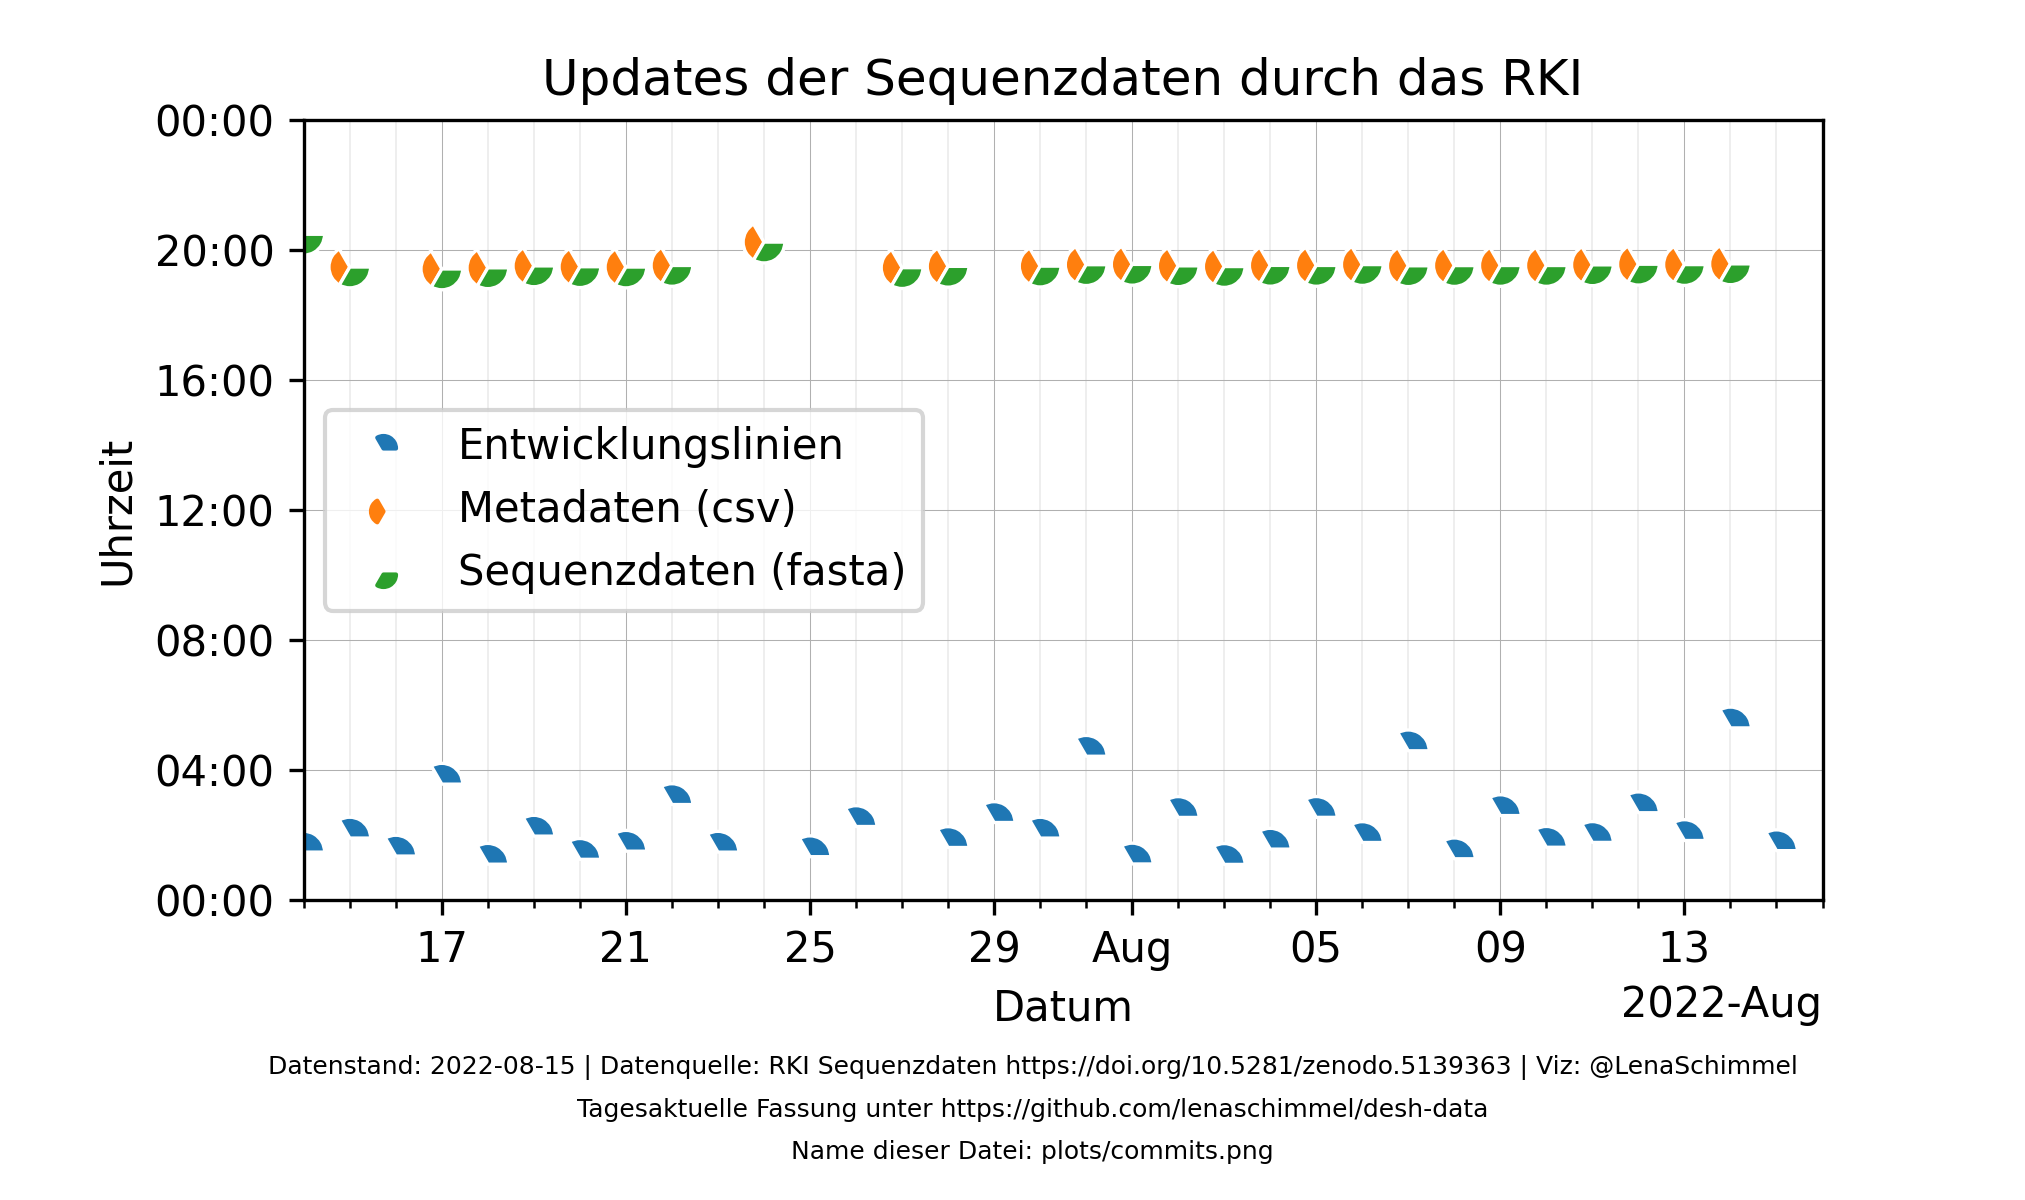 Updates der Sequenzdaten durch das RKI
00:00
20:00
16:00
12:00
08:00
04:00
00:00
Uhrzeit
Entwicklungslinien
Metadaten (csv)
Sequenzdaten (fasta)
17 21 25 29 Aug 05 09 13
Datum
2022-Aug
Datenstand: 2022-08-15 | Datenquelle: RKI Sequenzdaten https://doi.org/10.5281/zenodo.5139363 | Viz: @LenaSchimmel
Tagesaktuelle Fassung unter https://github.com/lenaschimmel/desh-data
Name dieser Datei: plots/commits.png